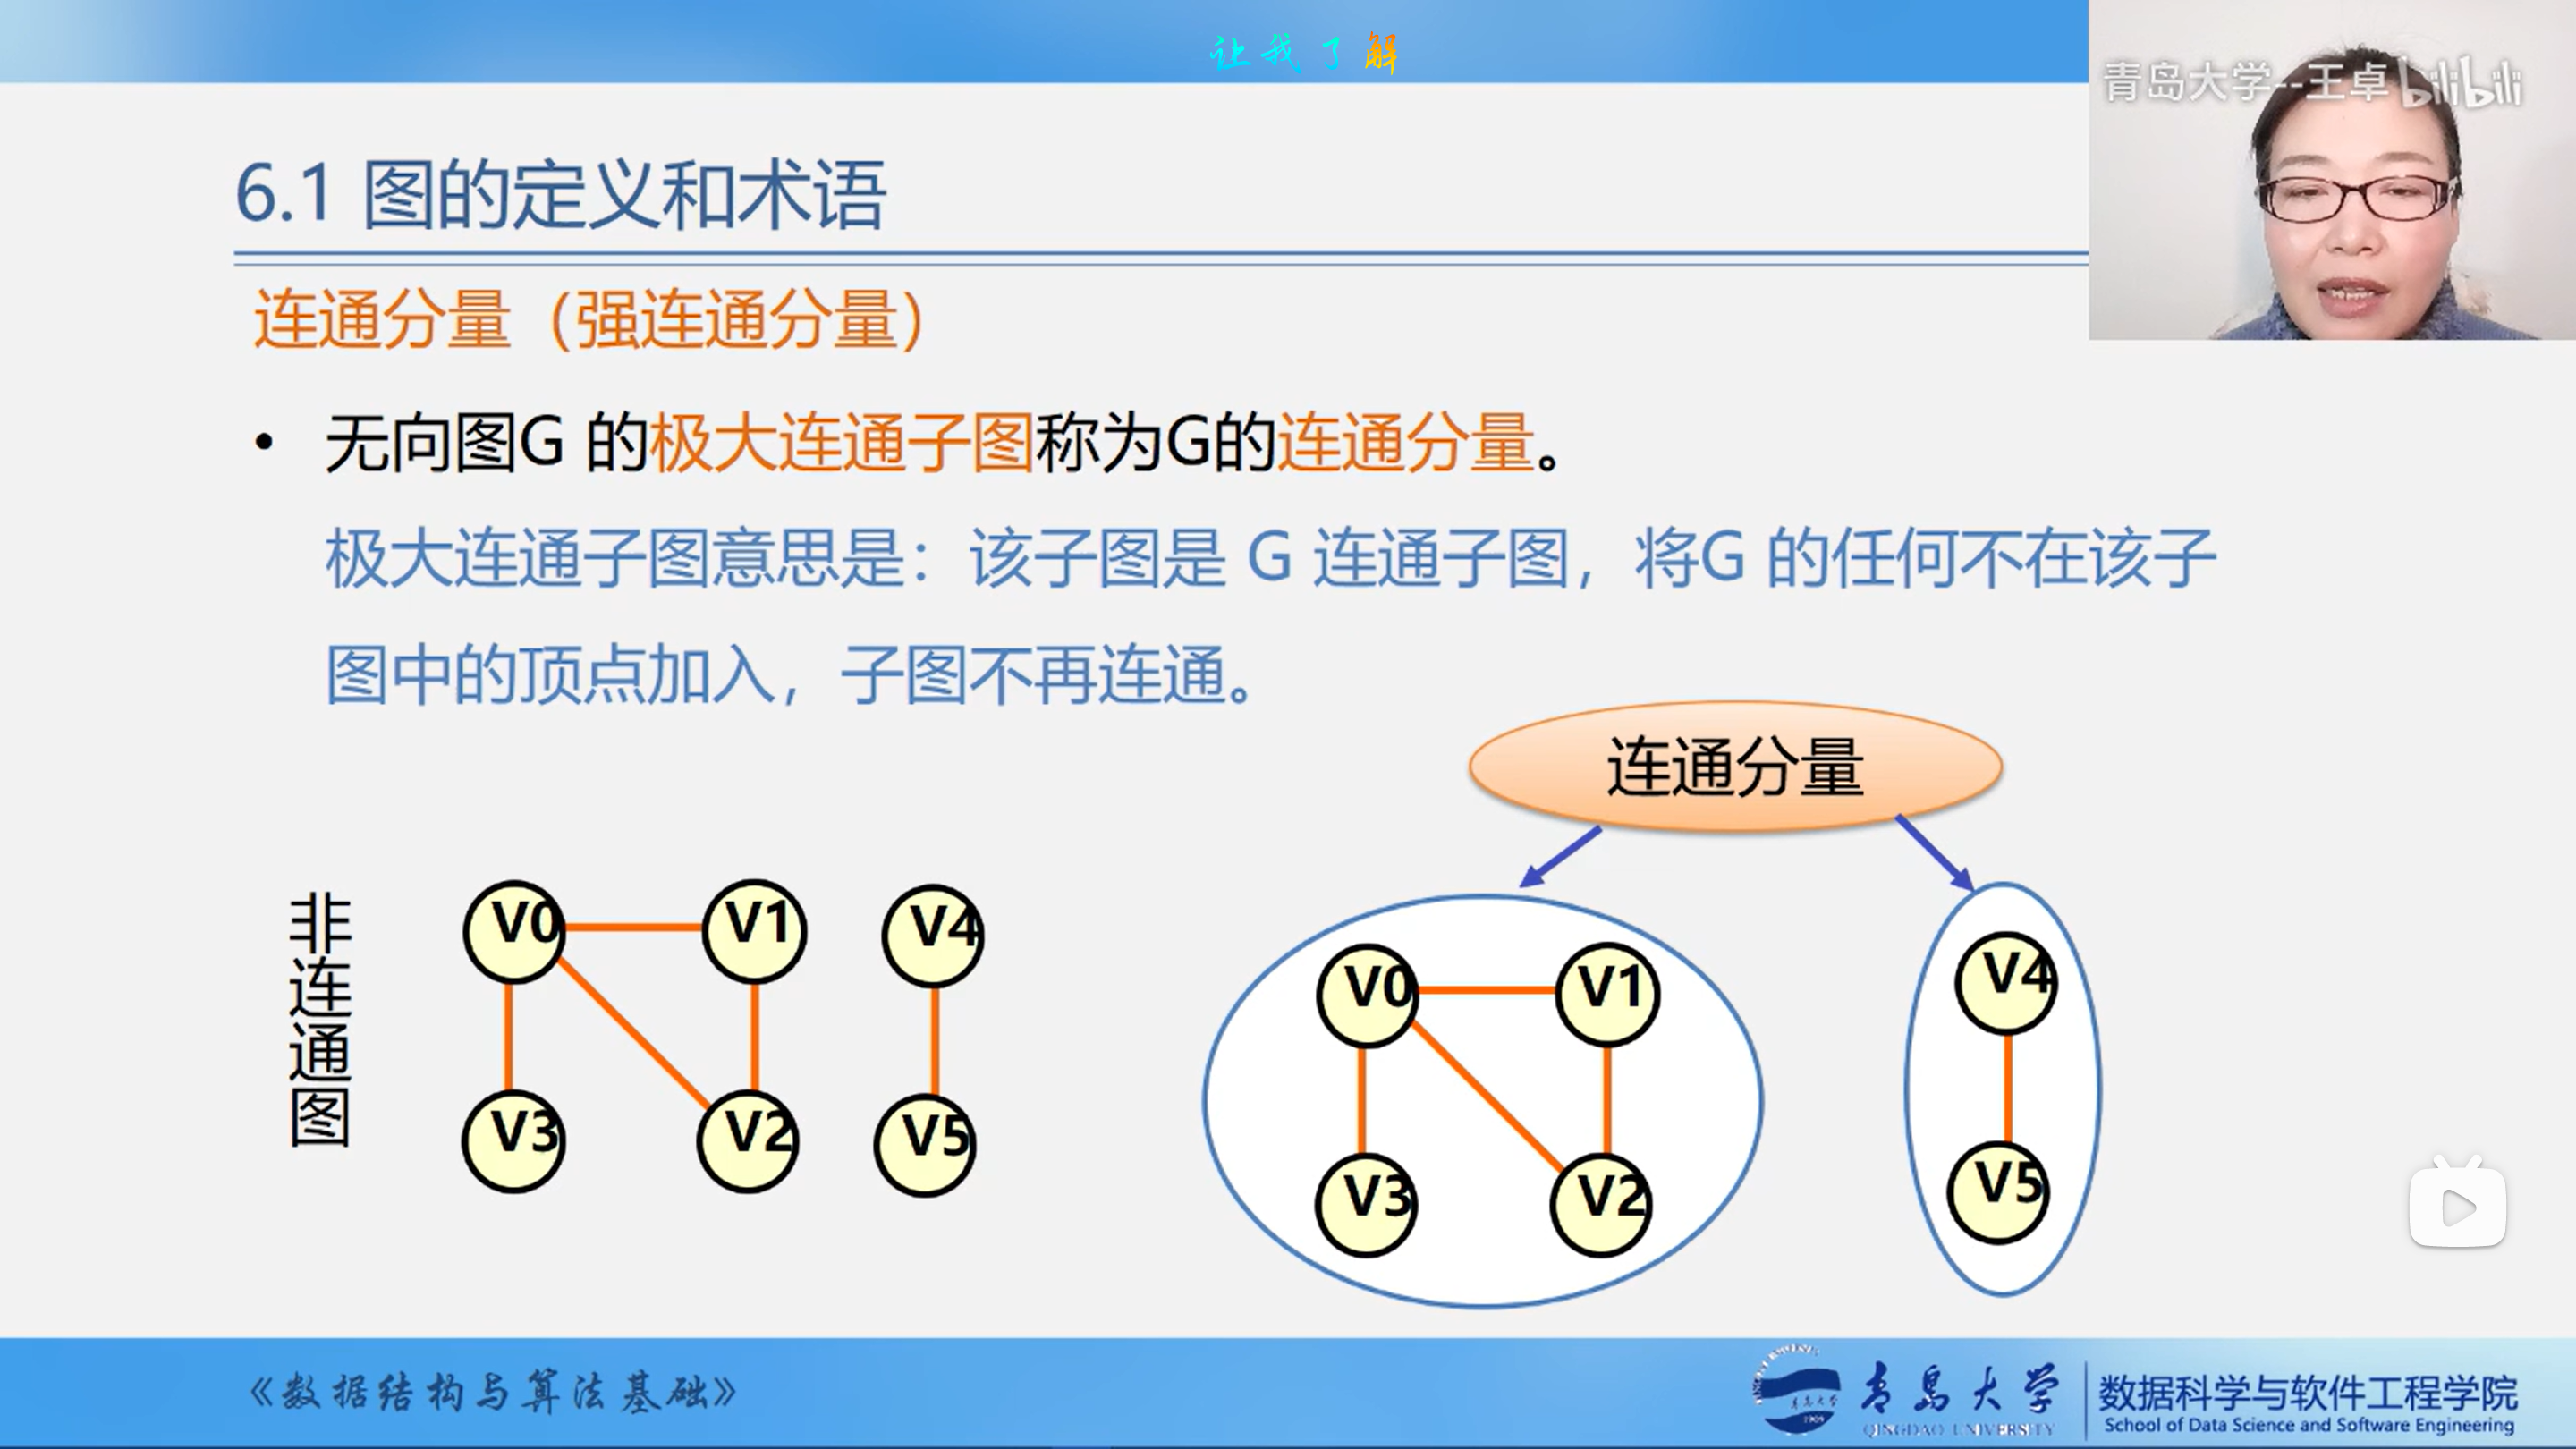 让我了解
青岛大学--王卓 bilibili
6.1 图的定义和术语
连通分量（强连通分量）
• 无向图G 的极大连通子图称为G的连通分量。
极大连通子图意思是：该子图是 G 连通子图，将G 的任何不在该子
图中的顶点加入，子图不再连通。
连通分量
非连通图
V0 V1 V4
V3 V2 V5
V0 V1 V4
V3 V2 V5
《数据结构与算法基础》
青岛大学
QINGDAO UNIVERSITY
数据科学与软件工程学院
School of Data Science and Software Engineering